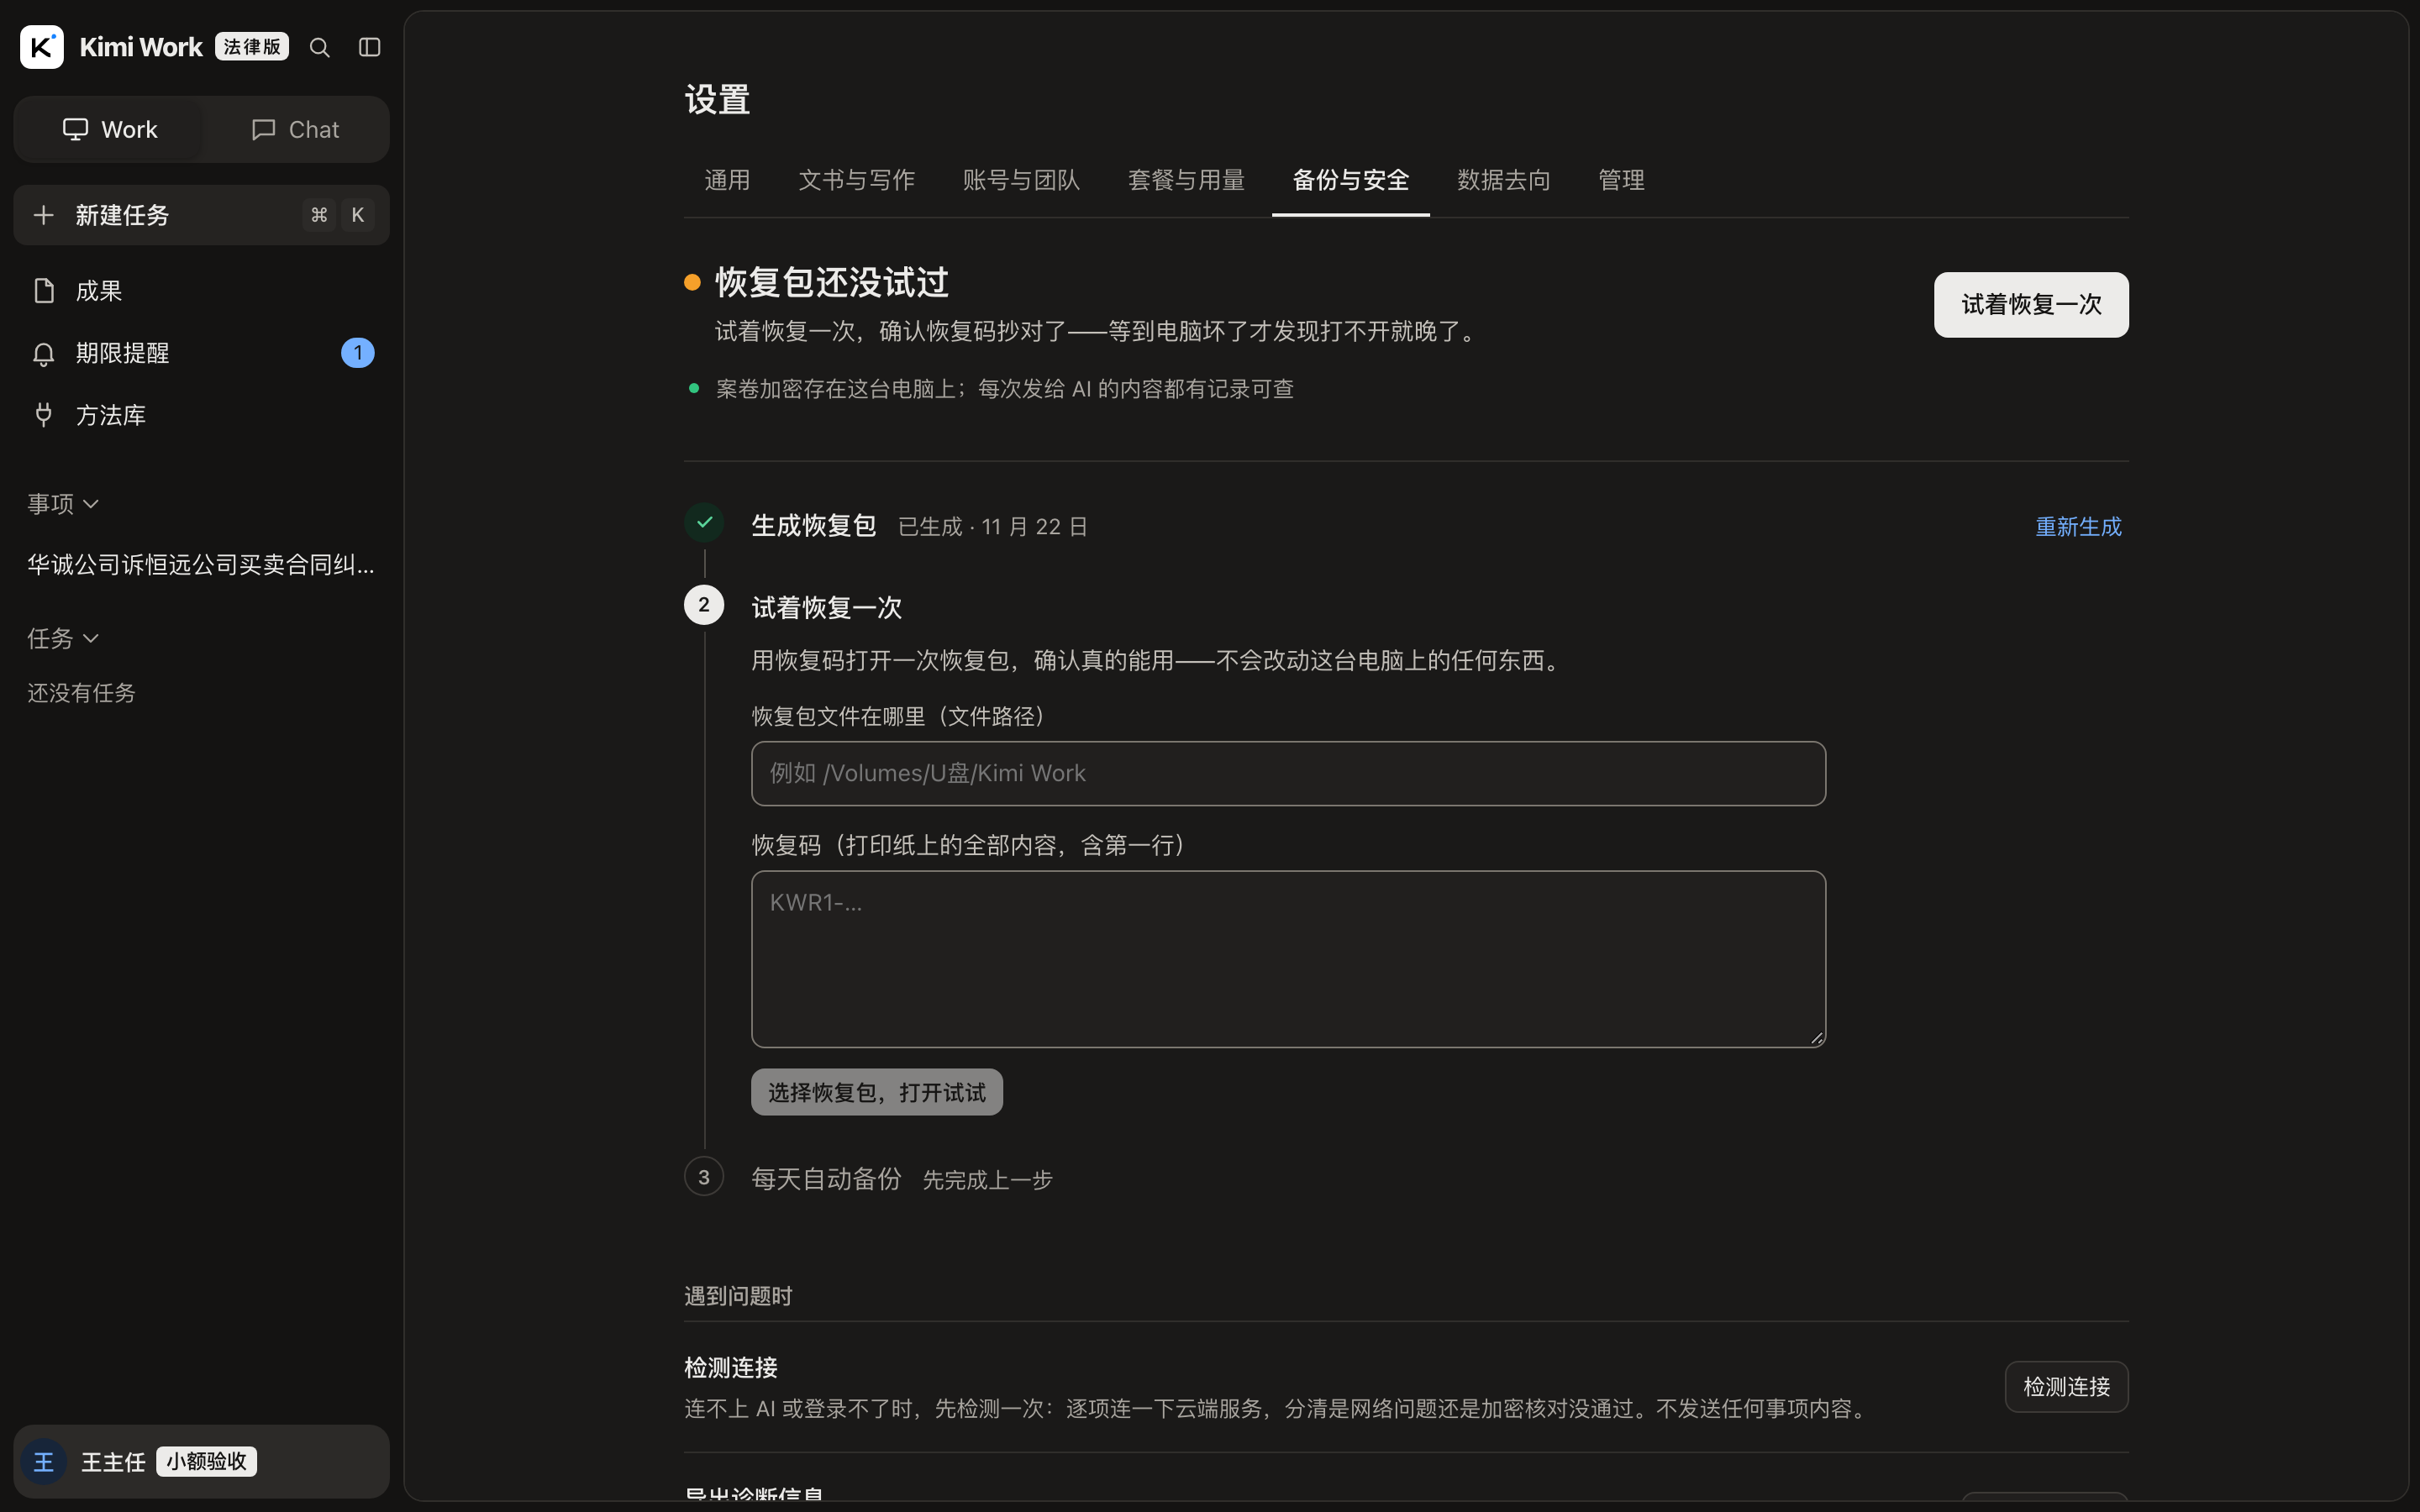 Kimi Work 法律版
Work
Chat
新建任务 ⌘ K
成果
期限提醒 1
方法库
事项
华诚公司诉恒远公司买卖合同纠...
任务
还没有任务
王 王主任 小额验收
设置
通用 文书与写作 账号与团队 套餐与用量 备份与安全 数据去向 管理
恢复包还没试过
试着恢复一次，确认恢复码抄对了——等到电脑坏了才发现打不开就晚了。
试着恢复一次
案卷加密存在这台电脑上；每次发给 AI 的内容都有记录可查
生成恢复包 已生成 · 11 月 22 日 重新生成
2 试着恢复一次
用恢复码打开一次恢复包，确认真的能用——不会改动这台电脑上的任何东西。
恢复包文件在哪里（文件路径）
例如 /Volumes/U盘/Kimi Work
恢复码（打印纸上的全部内容，含第一行）
KWR1-...
选择恢复包，打开试试
3 每天自动备份 先完成上一步
遇到问题时
检测连接
连不上 AI 或登录不了时，先检测一次：逐项连一下云端服务，分清是网络问题还是加密核对没通过。不发送任何事项内容。
检测连接
导出诊断信息